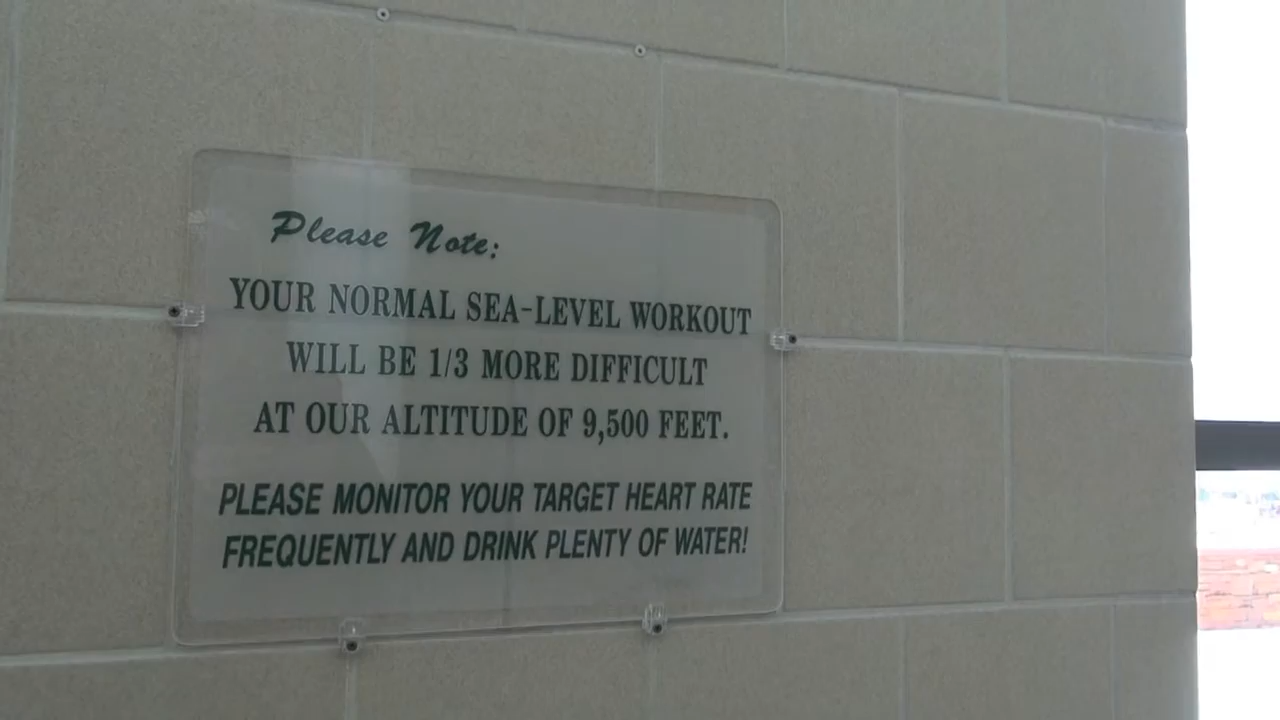 Please Note:
YOUR NORMAL SEA-LEVEL WORKOUT
WILL BE 1/3 MORE DIFFICULT
AT OUR ALTITUDE OF 9,500 FEET.
PLEASE MONITOR YOUR TARGET HEART RATE
FREQUENTLY AND DRINK PLENTY OF WATER!